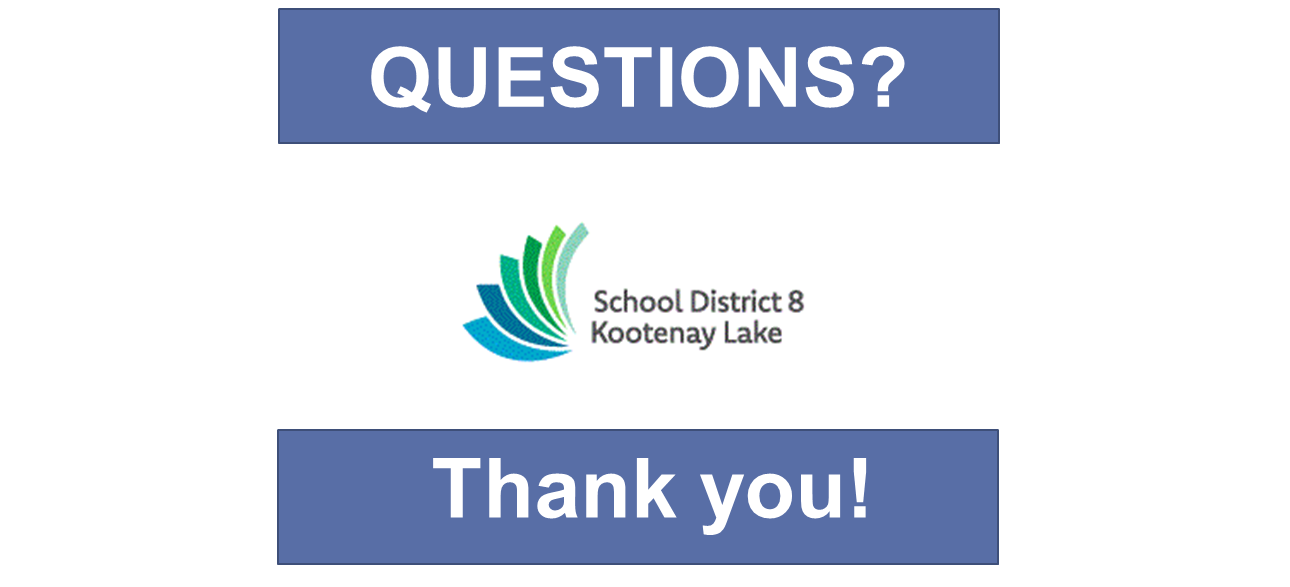 QUESTIONS?
School District 8
Kootenay Lake
Thank you!